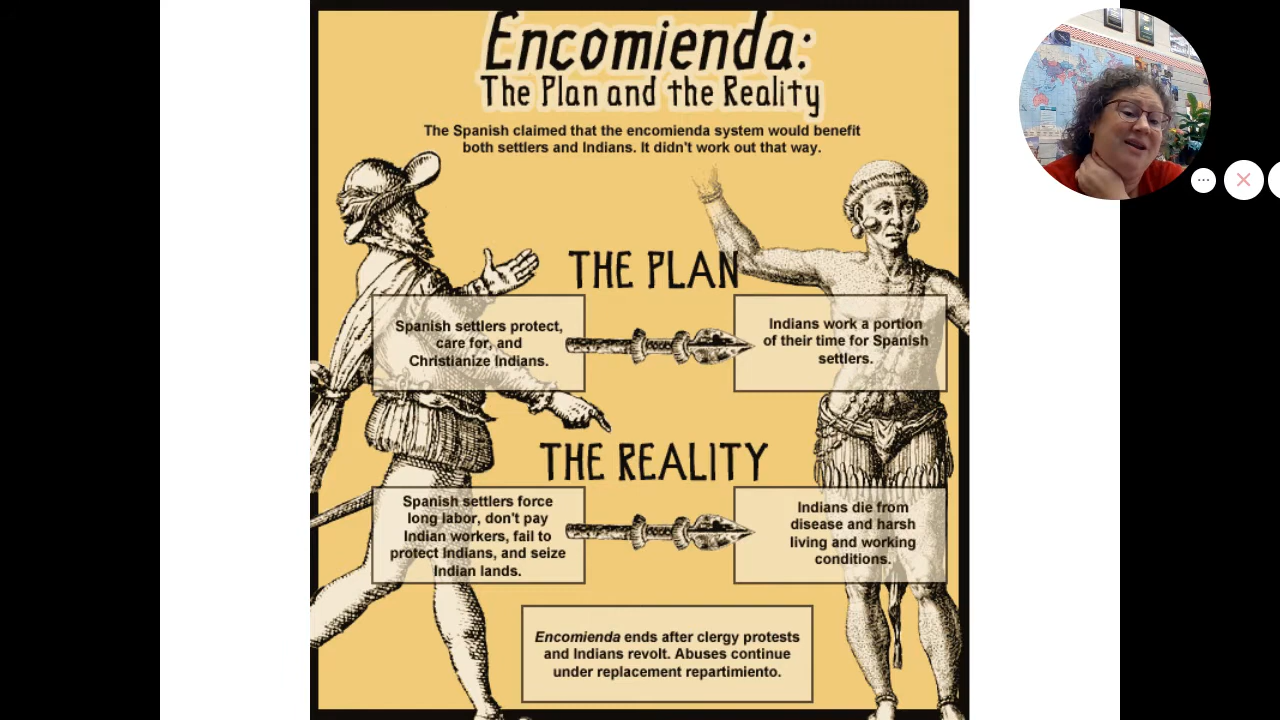 Encomienda:
The Plan and the Reality
The Spanish claimed that the encomienda system would benefit
both settlers and Indians. It didn't work out that way.
THE PLAN
Spanish settlers protect,
care for, and
Christianize Indians.
Indians work a portion
of their time for Spanish
settlers.
THE REALITY
Spanish settlers force
long labor, don't pay
Indian workers, fail to
protect Indians, and seize
Indian lands.
Indians die from
disease and harsh
living and working
conditions.
Encomienda ends after clergy protests
and Indians revolt. Abuses continue
under replacement repartimiento.